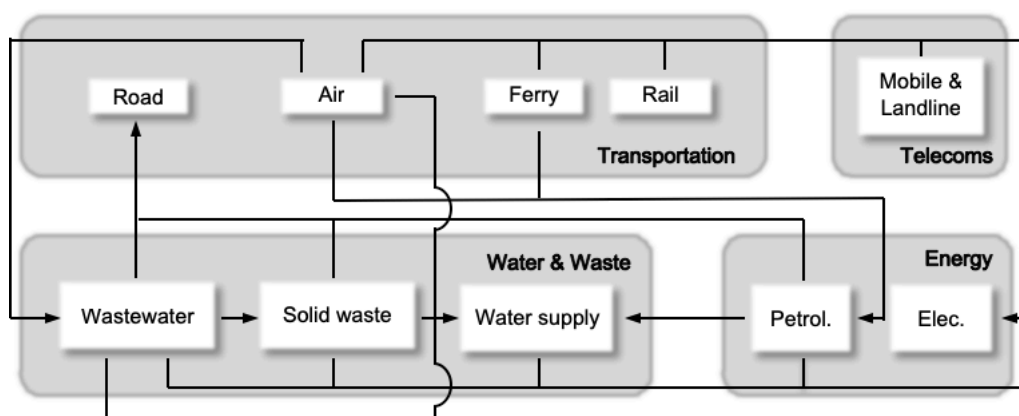 Road
Air
Ferry
Rail
Mobile &
Landline
Transportation
Telecoms
Water & Waste
Energy
Wastewater
Solid waste
Water supply
Petrol.
Elec.